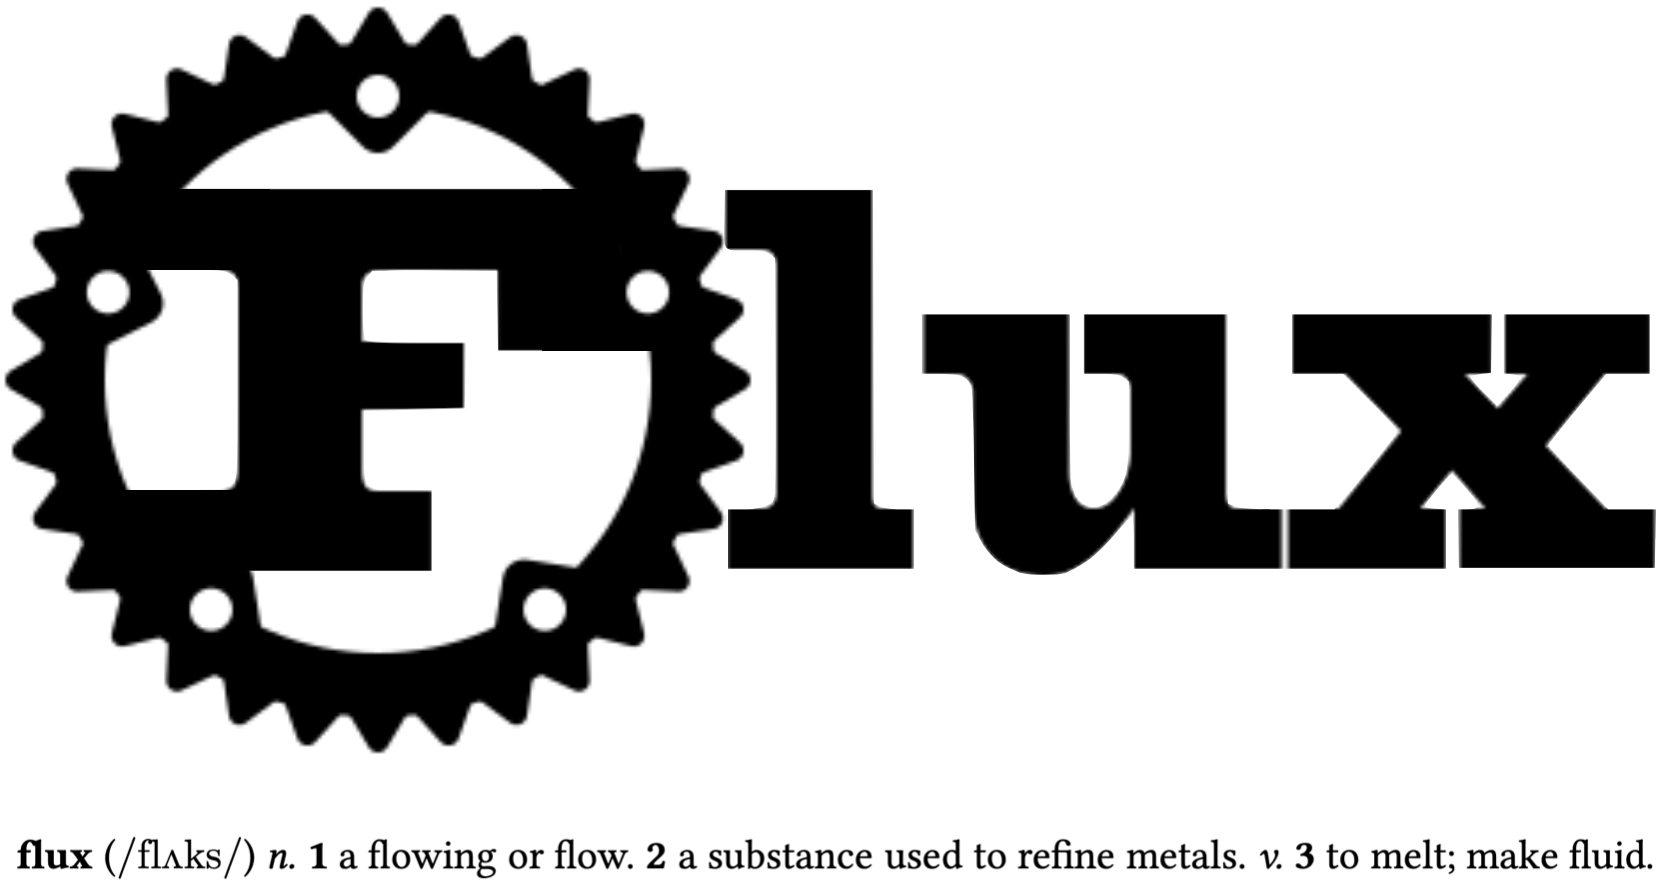 Flux
flux (/flʌks/) n. 1 a flowing or flow. 2 a substance used to refine metals. v. 3 to melt; make fluid.